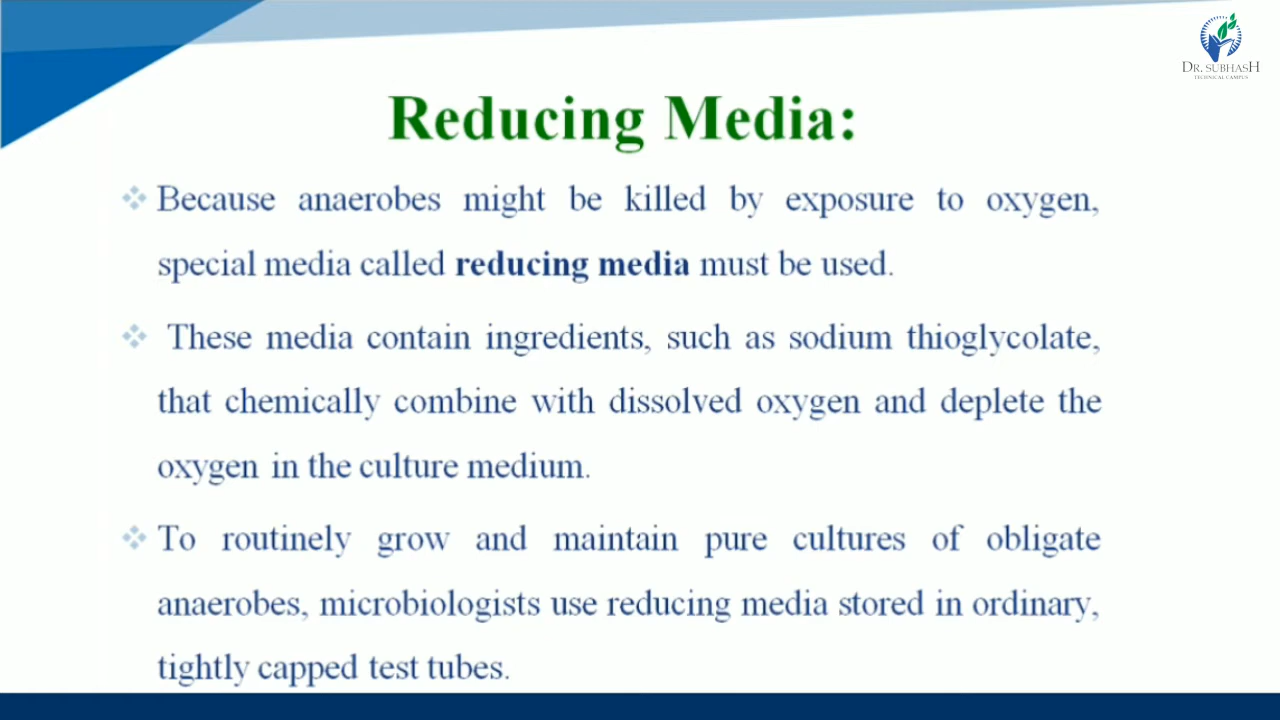 DR. SUBHASH
TECHNICAL CAMPUS
Reducing Media:
Because anaerobes might be killed by exposure to oxygen,
special media called reducing media must be used.
These media contain ingredients, such as sodium thioglycolate,
that chemically combine with dissolved oxygen and deplete the
oxygen in the culture medium.
To routinely grow and maintain pure cultures of obligate
anaerobes, microbiologists use reducing media stored in ordinary,
tightly capped test tubes.